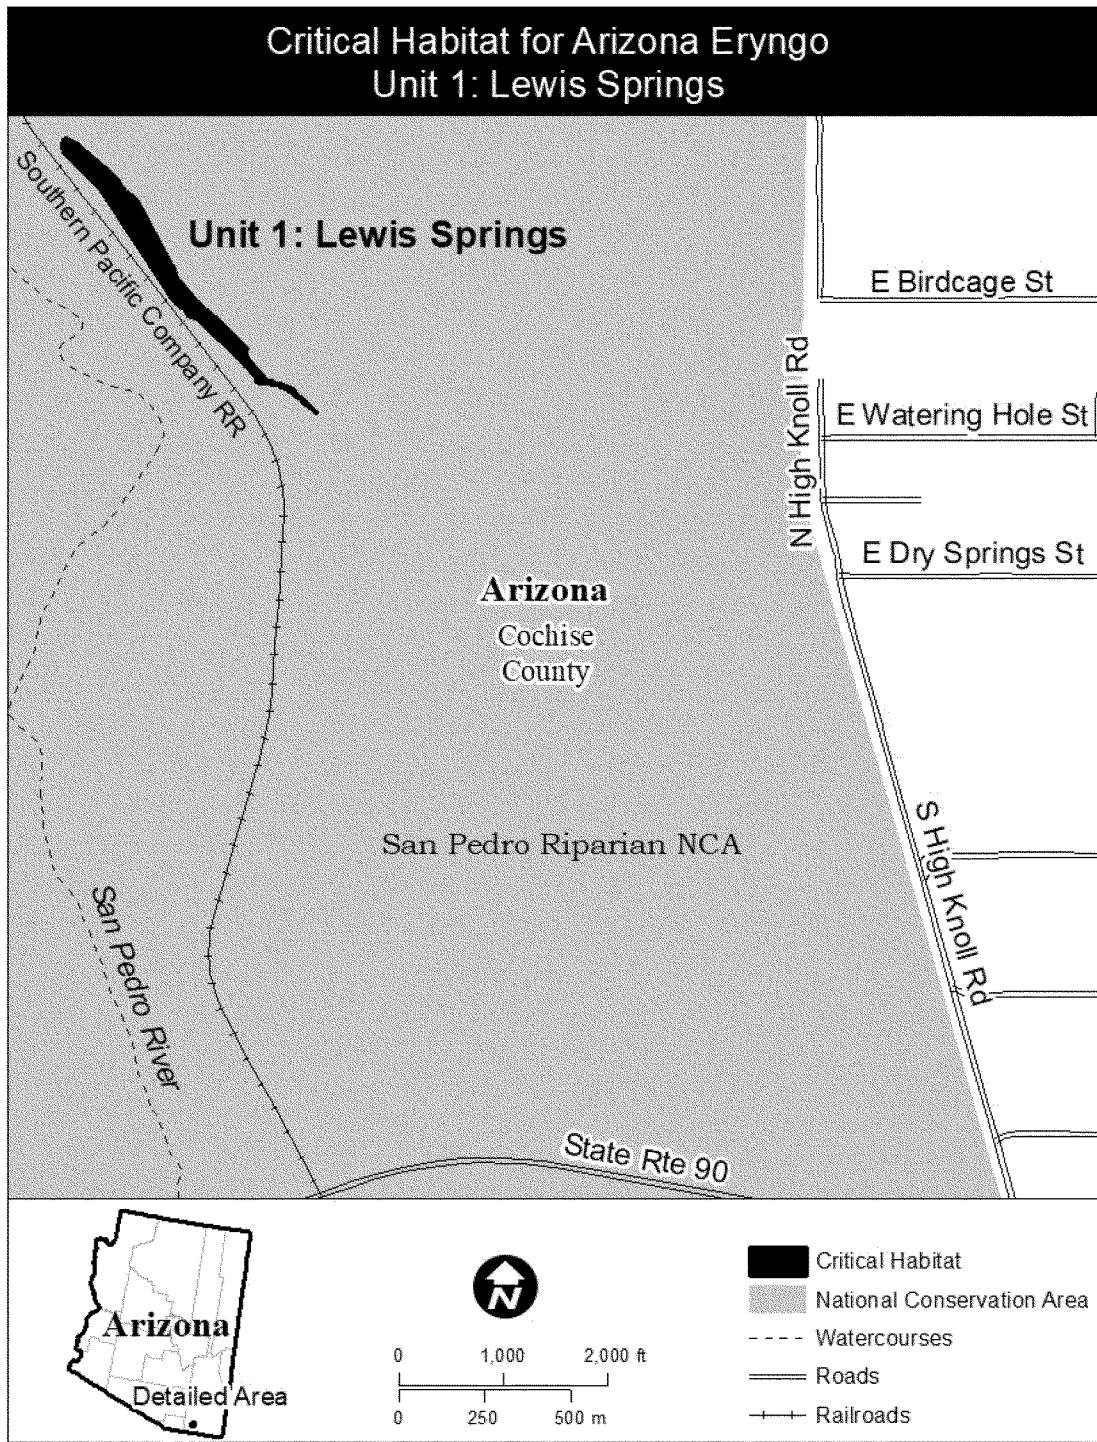 Critical Habitat for Arizona Eryngo
Unit 1: Lewis Springs
Southern Pacific Company RR
Unit 1: Lewis Springs
E Birdcage St
N High Knoll Rd
E Watering Hole St
E Dry Springs St
Arizona
Cochise
County
San Pedro Riparian NCA
S High Knoll Rd
San Pedro River
State Rte 90
Arizona
Detailed Area
N
0 1,000 2,000 ft
0 250 500 m
Critical Habitat
National Conservation Area
Watercourses
Roads
Railroads